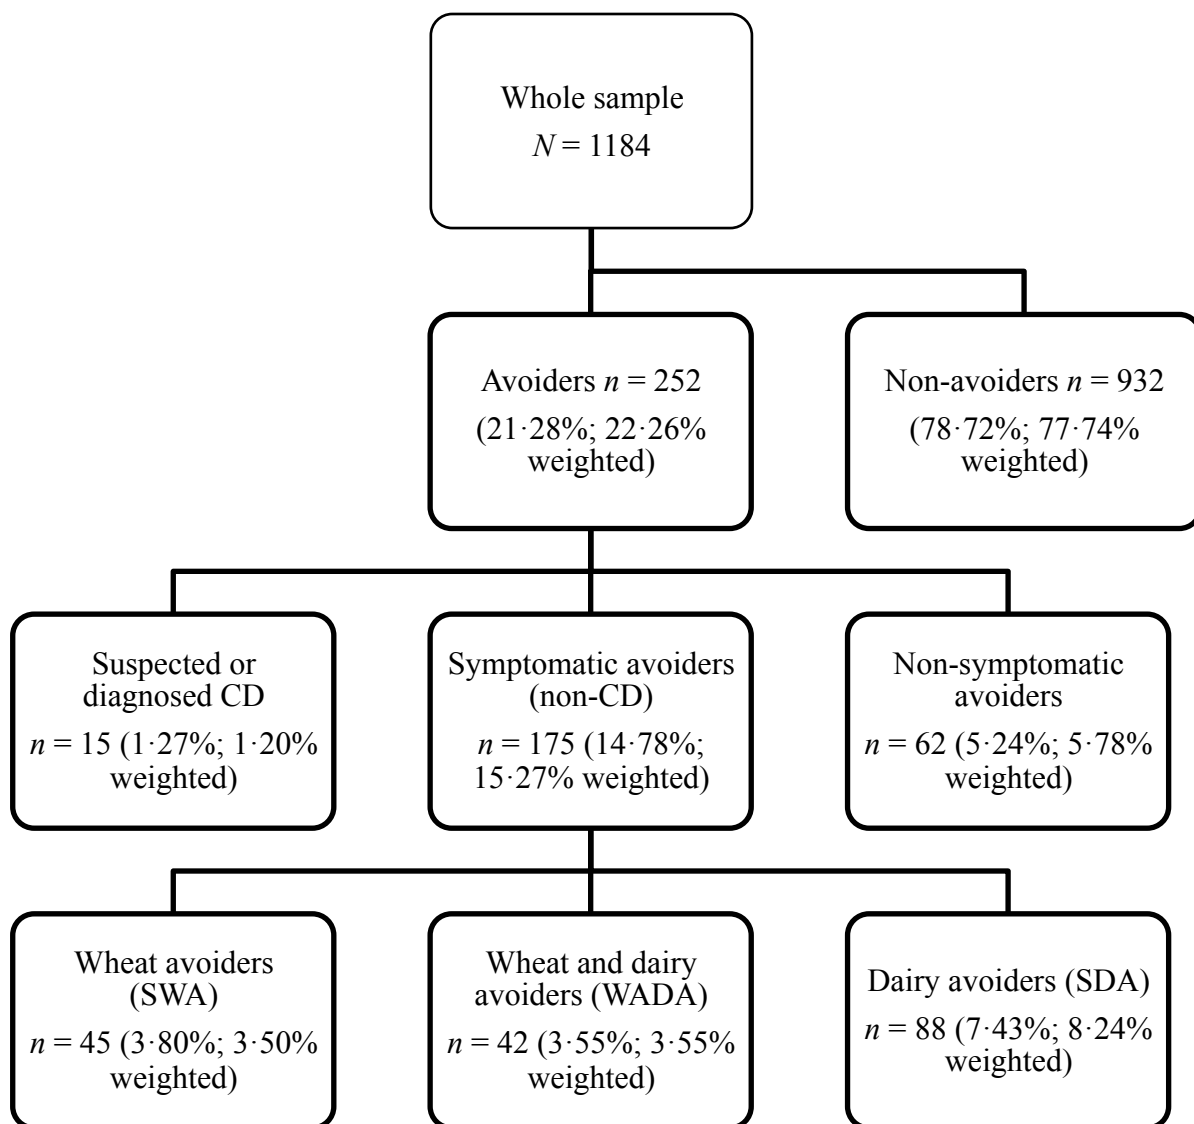 Whole sample
N = 1184
Avoiders n = 252
(21·28%; 22·26%
weighted)
Non-avoiders n = 932
(78·72%; 77·74%
weighted)
Suspected or
diagnosed CD
n = 15 (1·27%; 1·20%
weighted)
Symptomatic avoiders
(non-CD)
n = 175 (14·78%;
15·27% weighted)
Non-symptomatic
avoiders
n = 62 (5·24%; 5·78%
weighted)
Wheat avoiders
(SWA)
n = 45 (3·80%; 3·50%
weighted)
Wheat and dairy
avoiders (WADA)
n = 42 (3·55%; 3·55%
weighted)
Dairy avoiders (SDA)
n = 88 (7·43%; 8·24%
weighted)